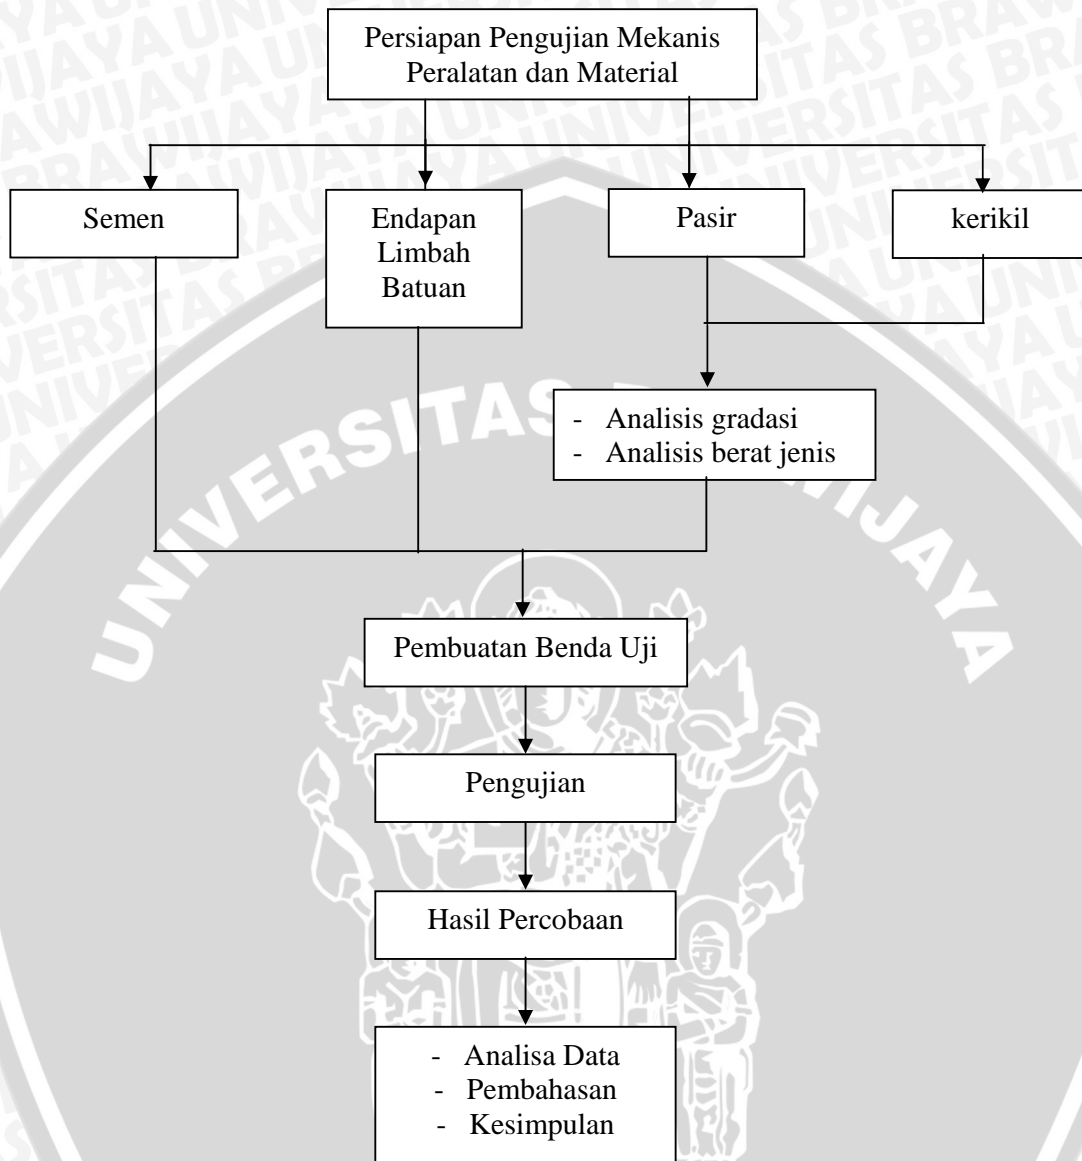 Persiapan Pengujian Mekanis
Peralatan dan Material
Semen
Endapan
Limbah
Batuan
Pasir
kerikil
- Analisis gradasi
- Analisis berat jenis
Pembuatan Benda Uji
Pengujian
Hasil Percobaan
- Analisa Data
- Pembahasan
- Kesimpulan